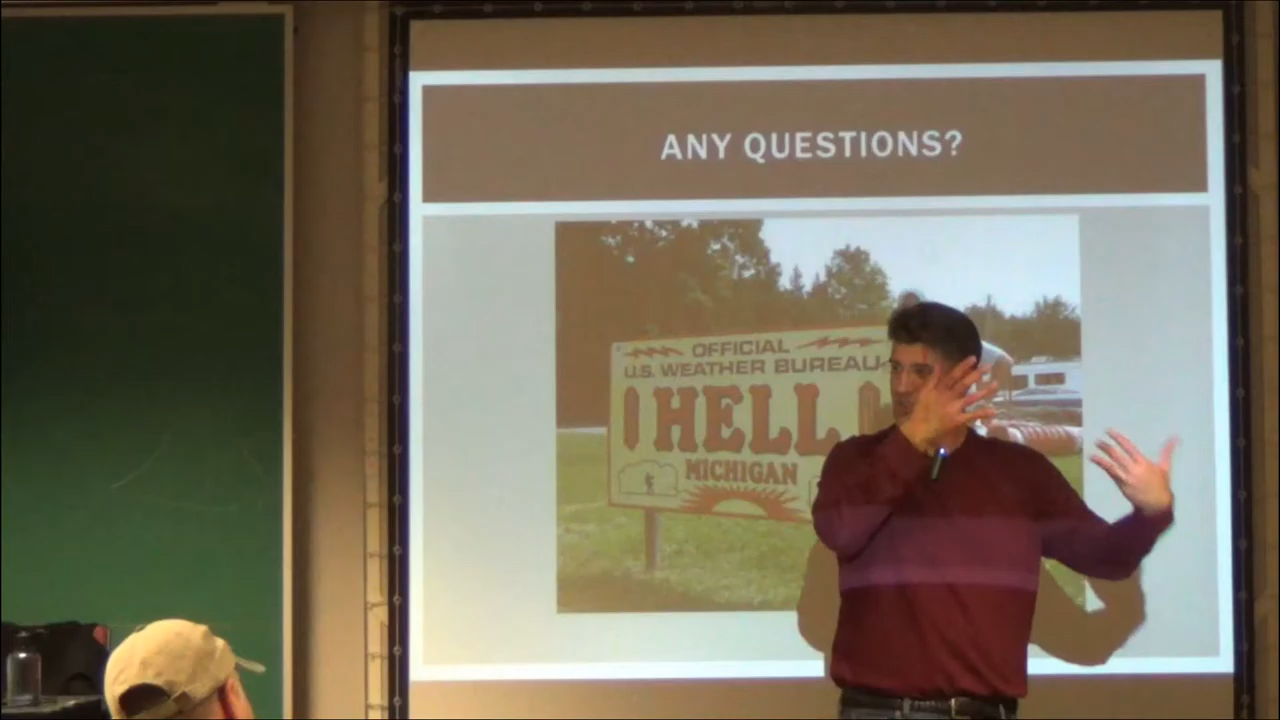 ANY QUESTIONS?
OFFICIAL
U.S. WEATHER BUREAU
HELL
MICHIGAN